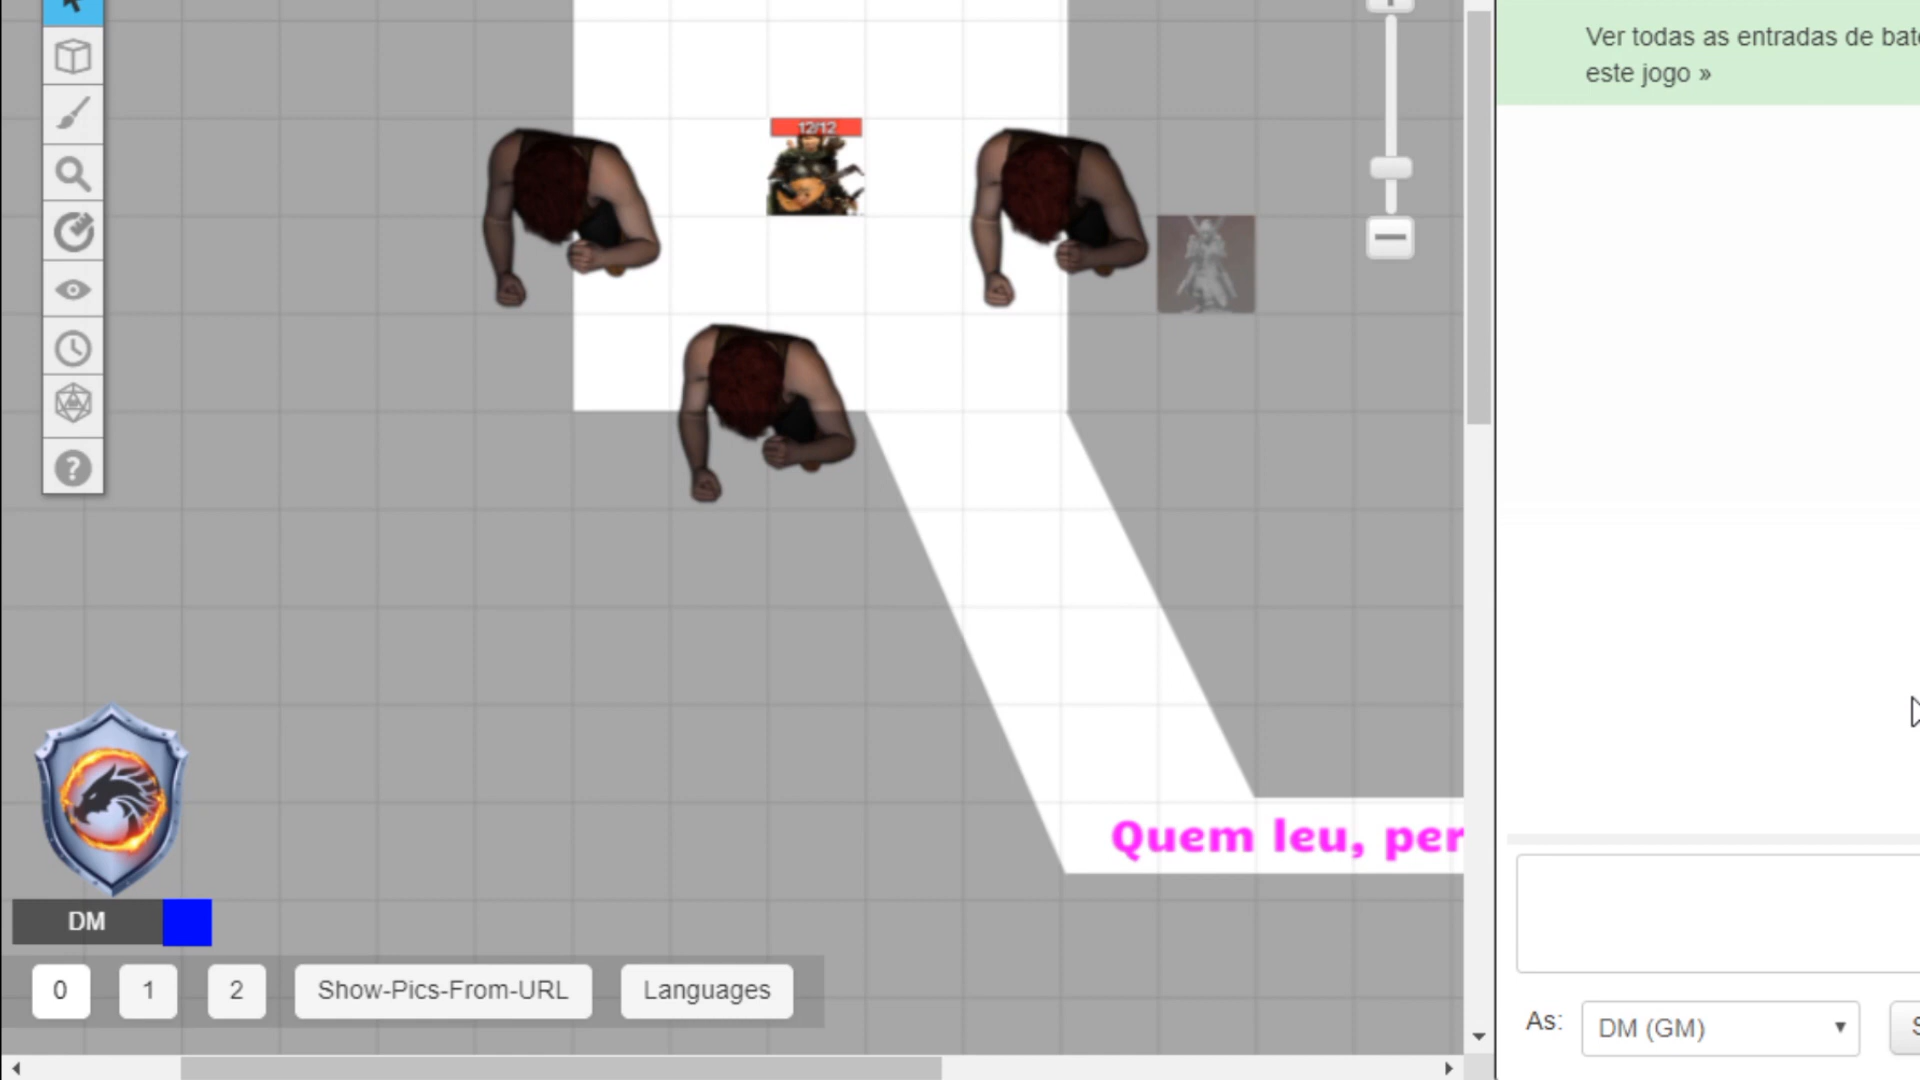 Ver todas as entradas de bat
este jogo »
12/12
Quem leu, per
DM
0
1
2
Show-Pics-From-URL
Languages
As:
DM (GM)